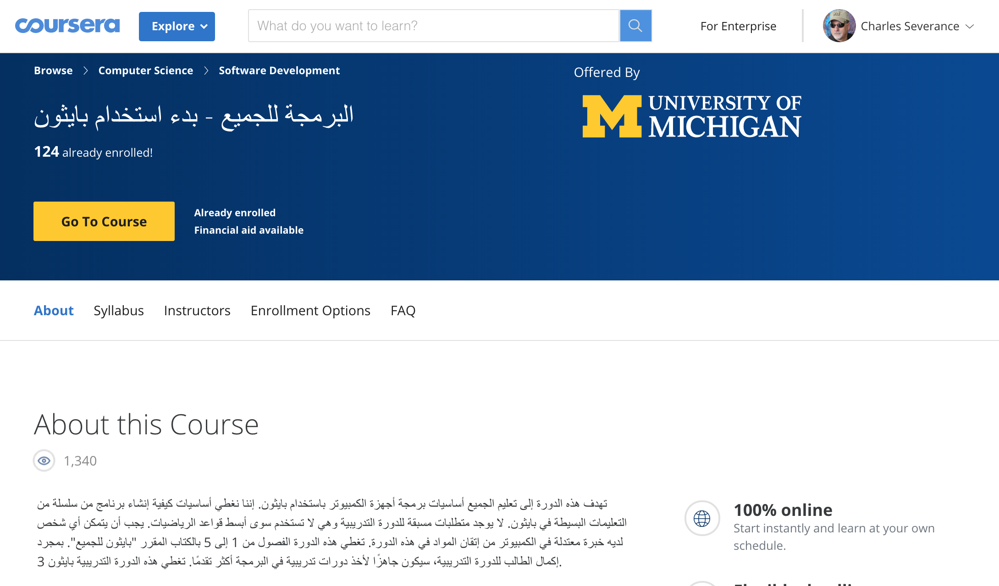 coursera
Explore
What do you want to learn?
For Enterprise
Charles Severance
Browse > Computer Science > Software Development
البرمجة للجميع - بدء استخدام بايثون
124 already enrolled!
Go To Course
Already enrolled
Financial aid available
Offered By
M UNIVERSITY OF
MICHIGAN
About Syllabus Instructors Enrollment Options FAQ
About this Course
1,340
تهدف هذه الدورة إلى تعليم الجميع أساسيات برمجة أجهزة الكمبيوتر باستخدام بايثون. إننا نغطي أساسيات كيفية إنشاء برنامج من سلسلة من
التعليمات البسيطة في بايثون. لا يوجد متطلبات مسبقة للدورة التدريبية وهي لا تستخدم سوى أبسط قواعد الرياضيات. يجب أن يتمكن أي شخص
لديه خبرة معتدلة في الكمبيوتر من إتقان المواد في هذه الدورة. تغطي هذه الدورة الفصول من 1 إلى 5 بالكتاب المقرر "بايثون للجميع". بمجرد
إكمال الطالب للدورة التدريبية، سيكون جاهزًا لأخذ دورات تدريبية في البرمجة أكثر تقدمًا. تغطي هذه الدورة التدريبية بايثون 3.
100% online
Start instantly and learn at your own
schedule.